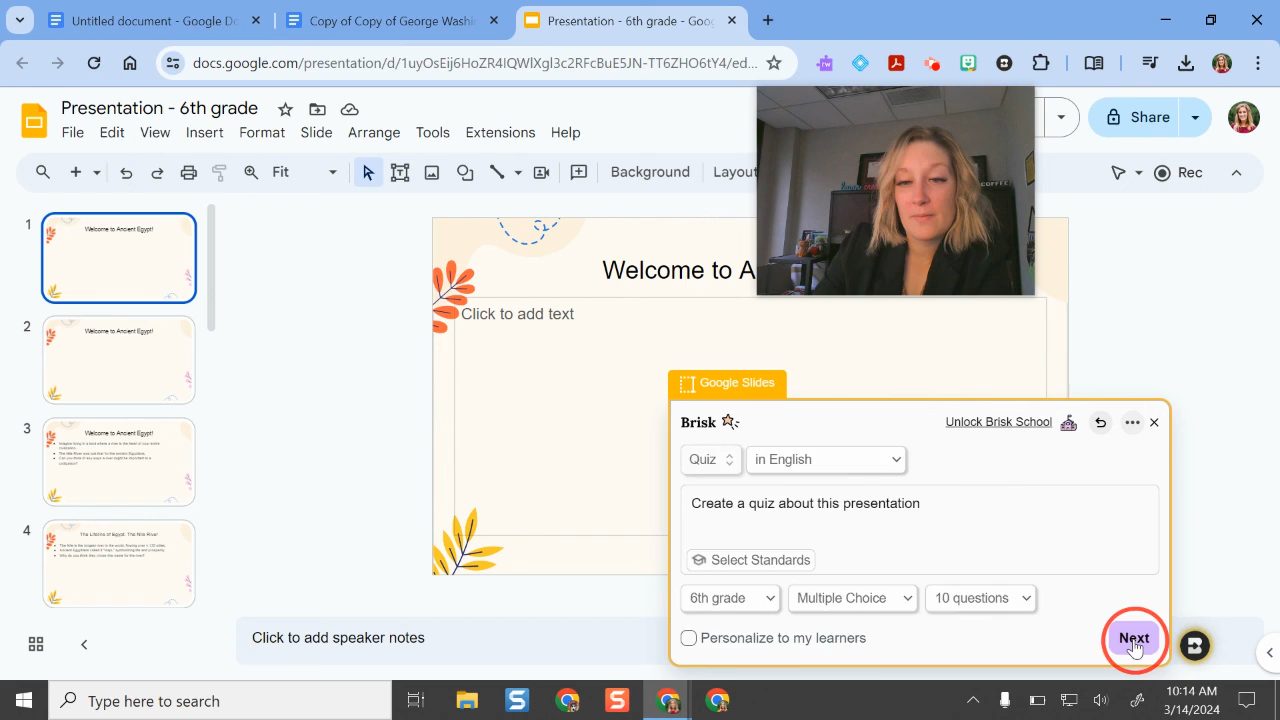 Untitled document - Google Do
Copy of Copy of George Washi
Presentation - 6th grade - Goo
docs.google.com/presentation/d/1uyOsEij6HoZR4IQWIXgl3c2RFcBuE5JN-TT6ZHO6tY4/ed...
Presentation - 6th grade
Share
File Edit View Insert Format Slide Arrange Tools Extensions Help
Fit
Background
Layout
Rec
COFFEE
1
Welcome to Ancient Egypt!
2
Welcome to Ancient Egypt!
3
Welcome to Ancient Egypt!
4
The Lifeline of Egypt: The Nile River
Welcome to A
Click to add text
Google Slides
Brisk
Unlock Brisk School
Quiz
in English
Create a quiz about this presentation
Select Standards
6th grade
Multiple Choice
10 questions
Personalize to my learners
Next
Click to add speaker notes
Type here to search
10:14 AM
3/14/2024